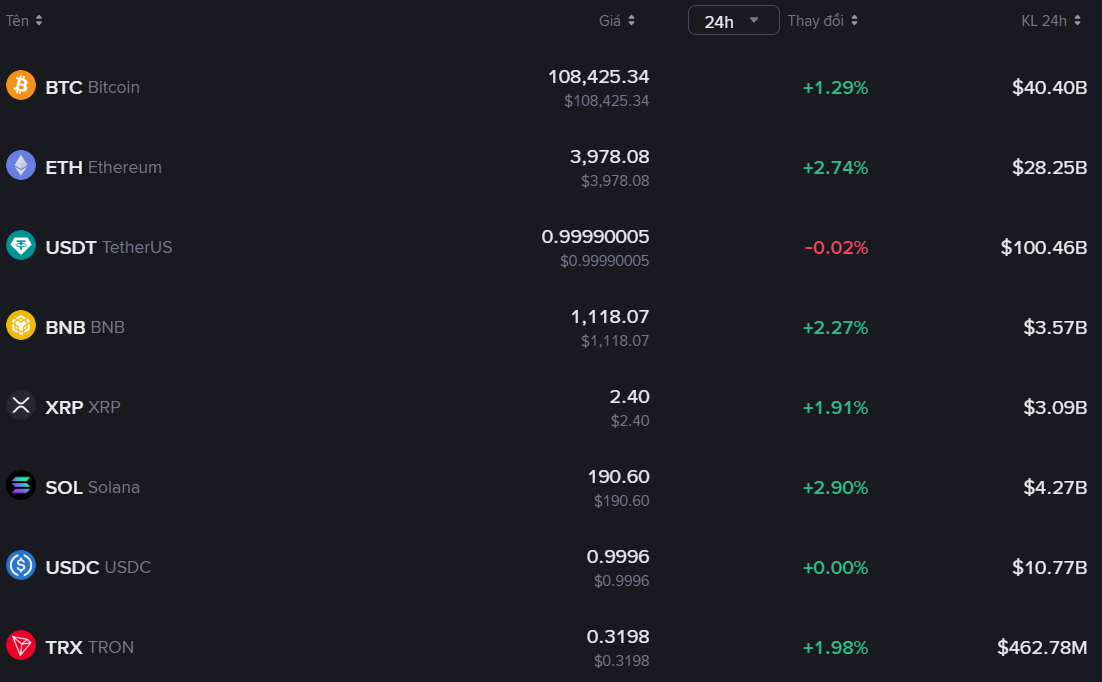 Tên Giá 24h Thay đổi KL 24h
BTC Bitcoin 108,425.34 +1.29% $40.40B
$108,425.34
ETH Ethereum 3,978.08 +2.74% $28.25B
$3,978.08
USDT TetherUS 0.99990005 -0.02% $100.46B
$0.99990005
BNB BNB 1,118.07 +2.27% $3.57B
$1,118.07
XRP XRP 2.40 +1.91% $3.09B
$2.40
SOL Solana 190.60 +2.90% $4.27B
$190.60
USDC USDC 0.9996 +0.00% $10.77B
$0.9996
TRX TRON 0.3198 +1.98% $462.78M
$0.3198